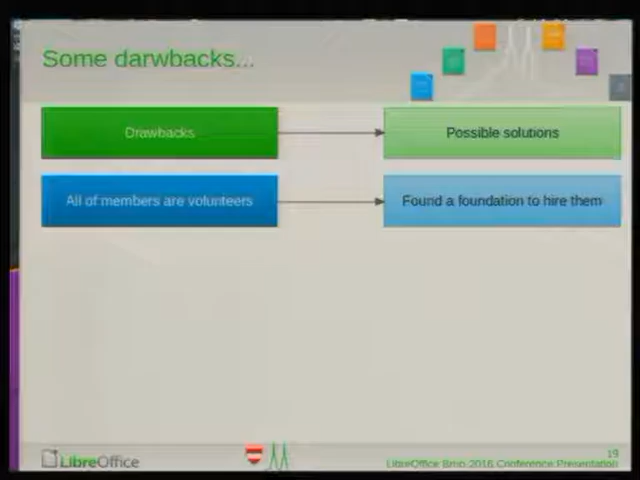 Some darwbacks...
Drawbacks
Possible solutions
All of members are volunteers
Found a foundation to hire them
LibreOffice
19
LibreOffice Brno 2016 Conference Presentation